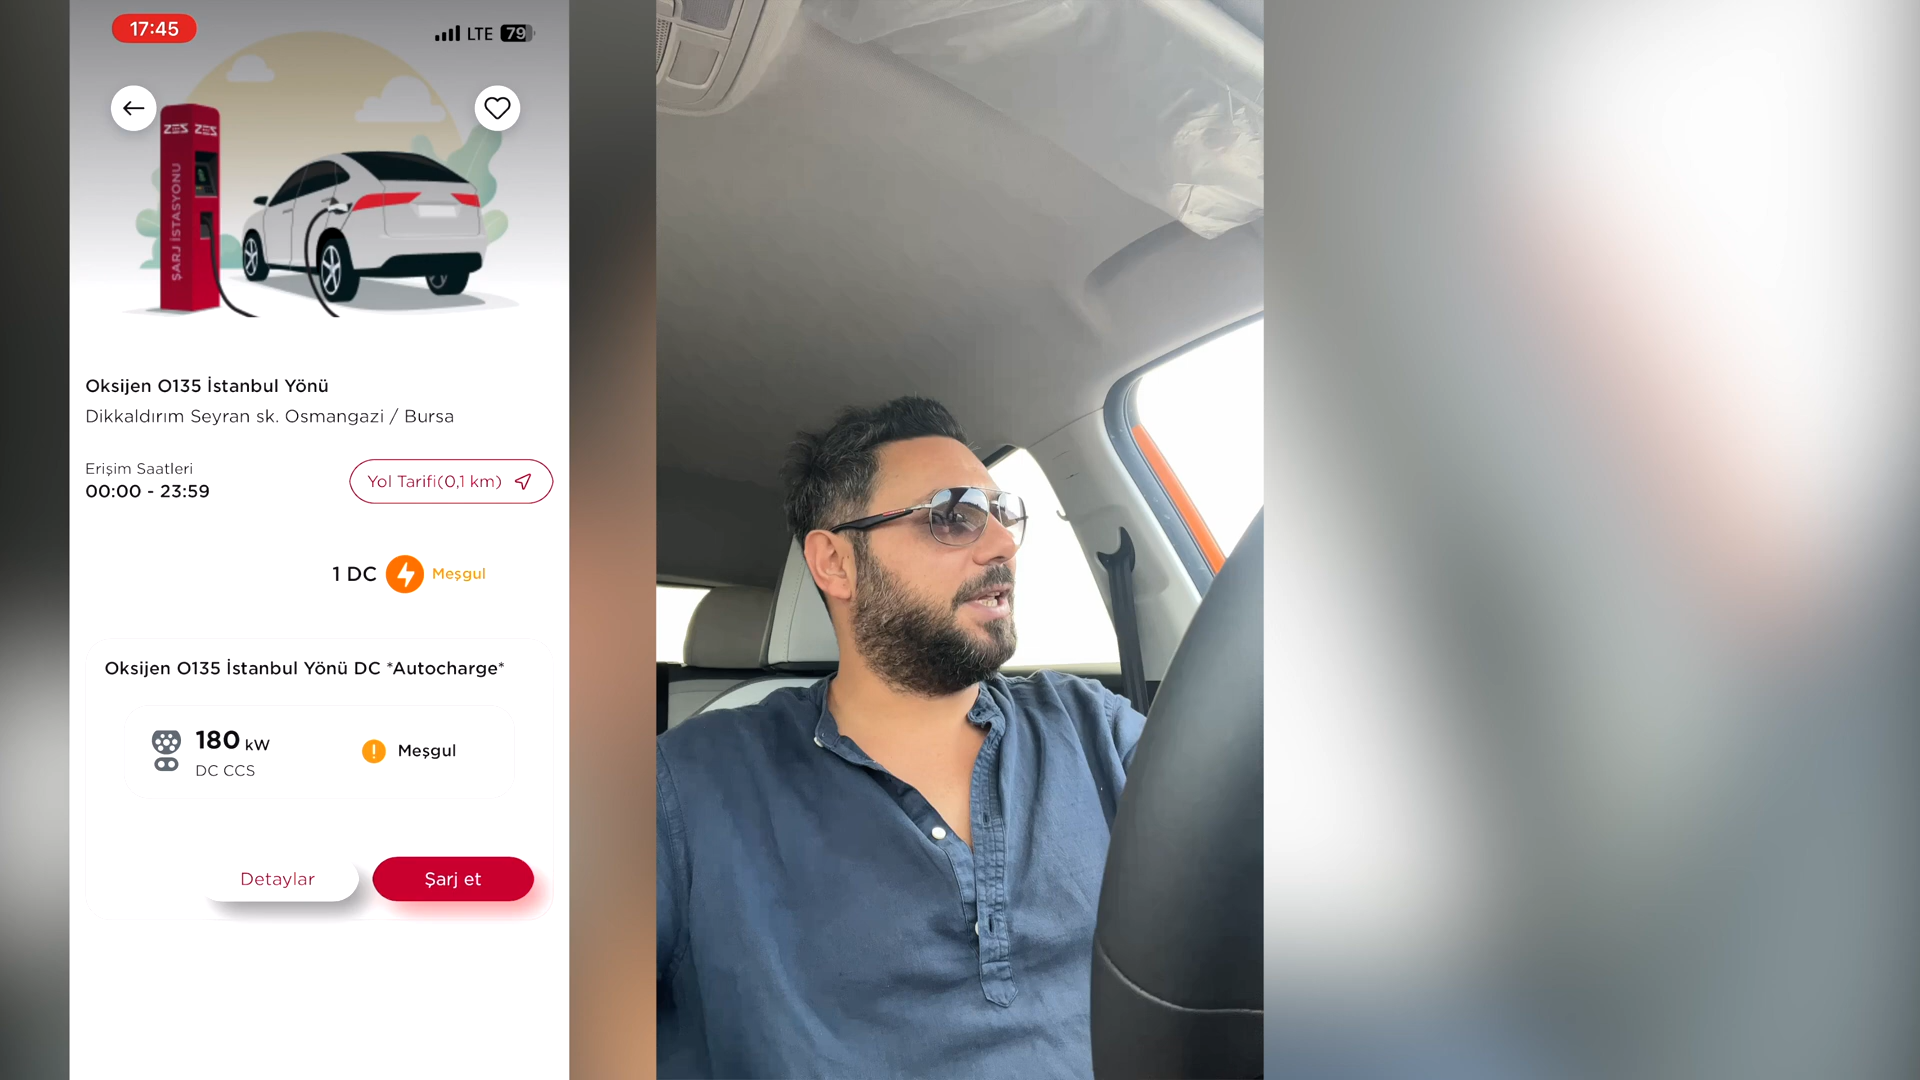 17:45
LTE 79
ZES ZES
ŞARJ İSTASYONU
Oksijen O135 İstanbul Yönü
Dikkaldırım Seyran sk. Osmangazi / Bursa
Erişim Saatleri
00:00 - 23:59
Yol Tarifi(0,1 km)
1 DC Meşgul
Oksijen O135 İstanbul Yönü DC *Autocharge*
180 kW
DC CCS
! Meşgul
Detaylar
Şarj et